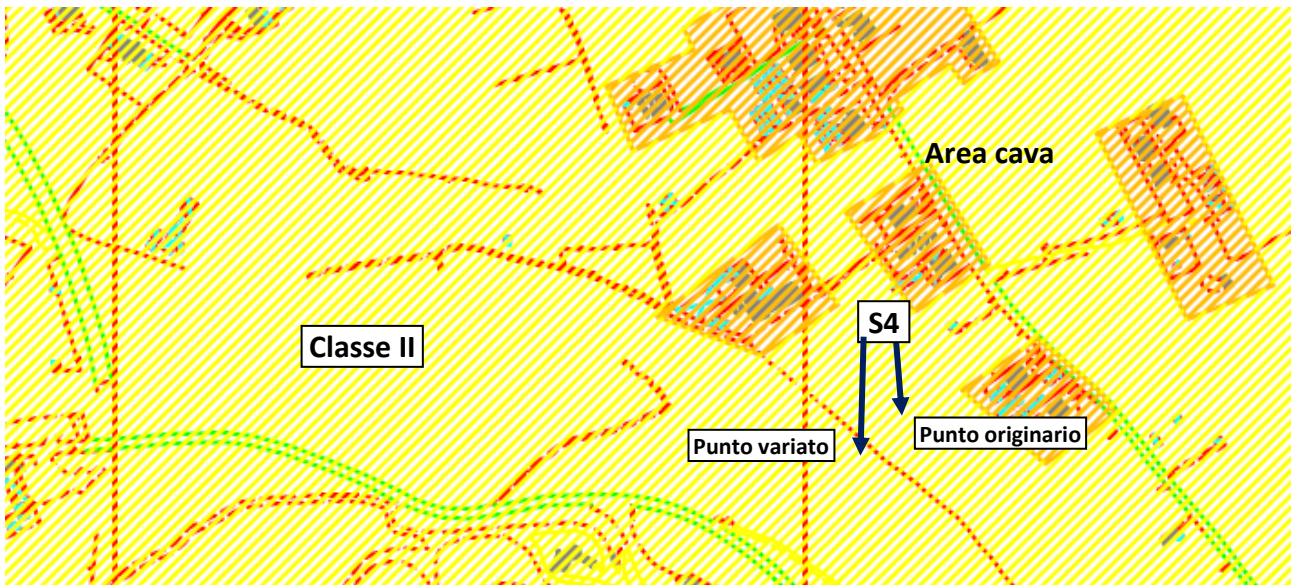 Area cava
S4
Classe II
Punto originario
Punto variato